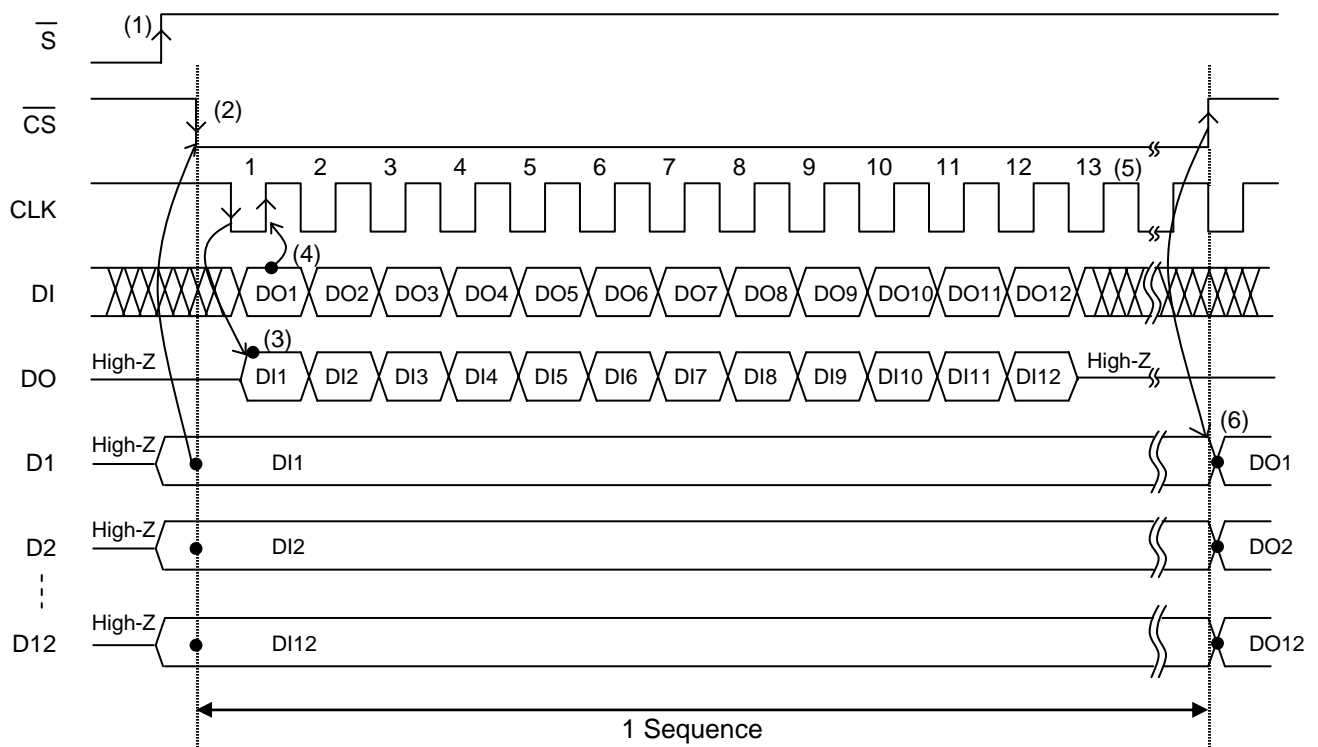 (1)
S
(2)
CS
1 2 3 4 5 6 7 8 9 10 11 12 13 (5)
CLK
(4)
DI DO1 DO2 DO3 DO4 DO5 DO6 DO7 DO8 DO9 DO10 DO11 DO12
(3)
DO High-Z DI1 DI2 DI3 DI4 DI5 DI6 DI7 DI8 DI9 DI10 DI11 DI12 High-Z
(6)
D1 High-Z DI1 DO1
D2 High-Z DI2 DO2
D12 High-Z DI12 DO12
1 Sequence